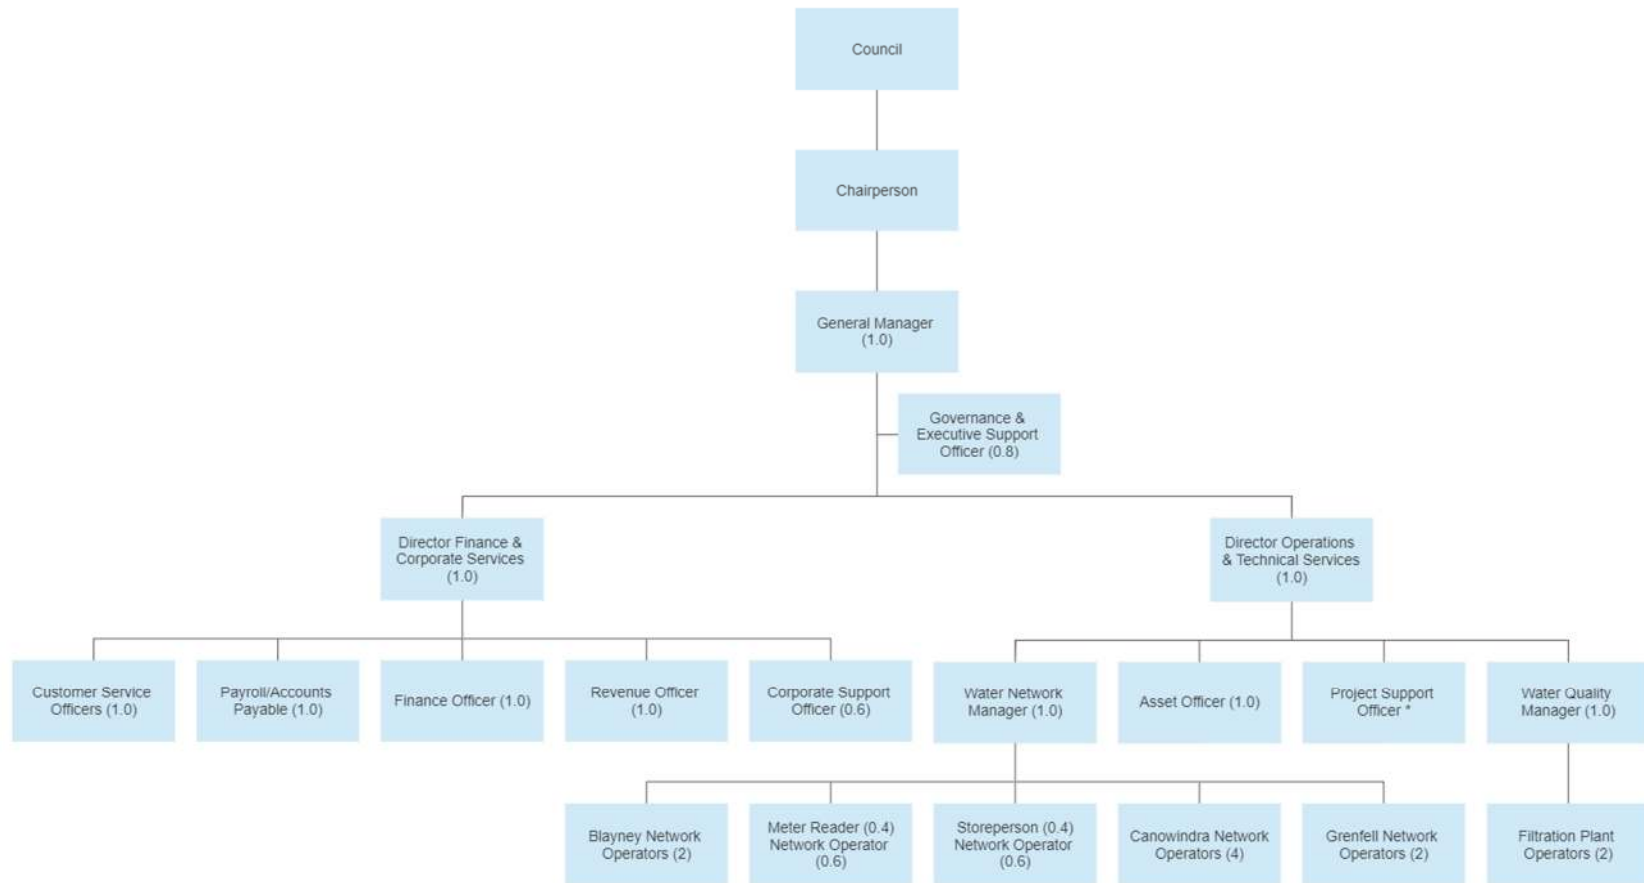 Council
Chairperson
General Manager
(1.0)
Governance &
Executive Support
Officer (0.8)
Director Finance &
Corporate Services
(1.0)
Director Operations
& Technical Services
(1.0)
Customer Service
Officers (1.0)
Payroll/Accounts
Payable (1.0)
Finance Officer (1.0)
Revenue Officer
(1.0)
Corporate Support
Officer (0.6)
Water Network
Manager (1.0)
Asset Officer (1.0)
Project Support
Officer *
Water Quality
Manager (1.0)
Blayney Network
Operators (2)
Meter Reader (0.4)
Network Operator
(0.6)
Storeperson (0.4)
Network Operator
(0.6)
Canowindra Network
Operators (4)
Grenfell Network
Operators (2)
Filtration Plant
Operators (2)